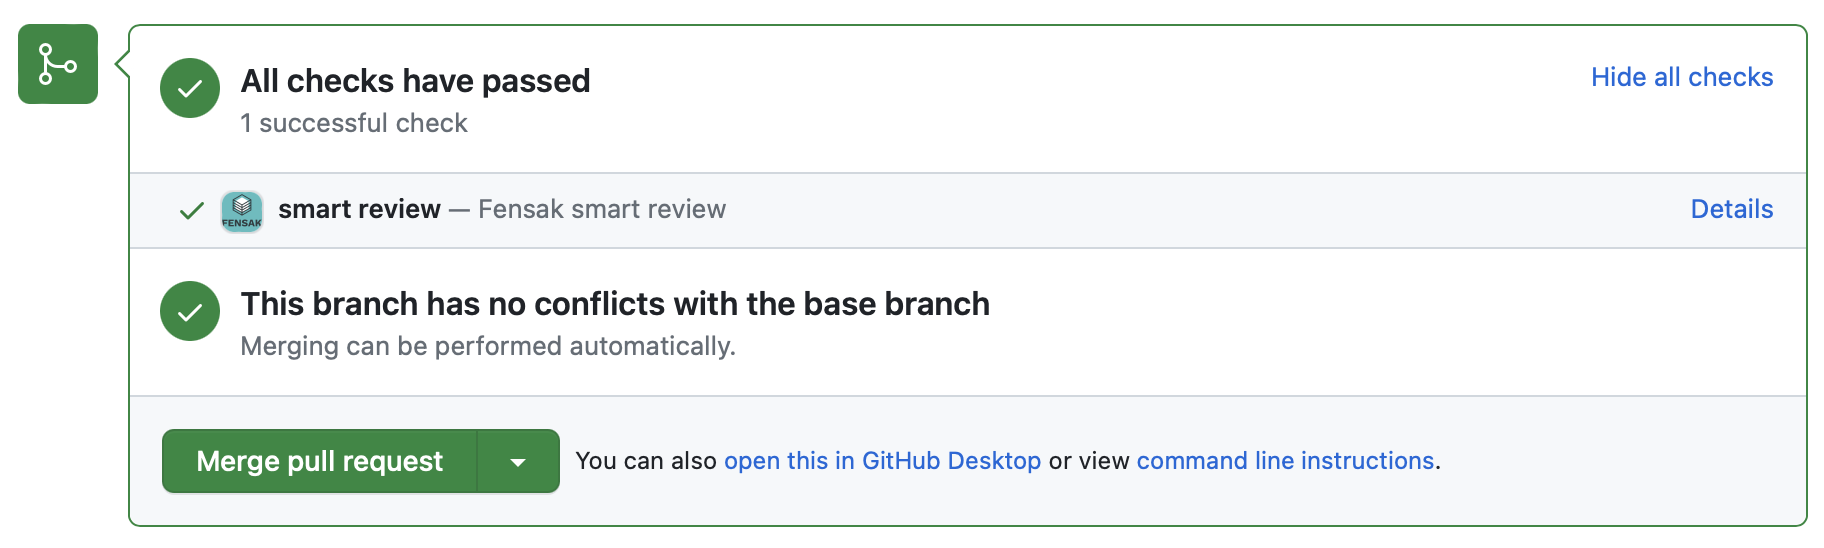 All checks have passed
Hide all checks
1 successful check
FENSAK
smart review — Fensak smart review
Details
This branch has no conflicts with the base branch
Merging can be performed automatically.
Merge pull request
You can also open this in GitHub Desktop or view command line instructions.